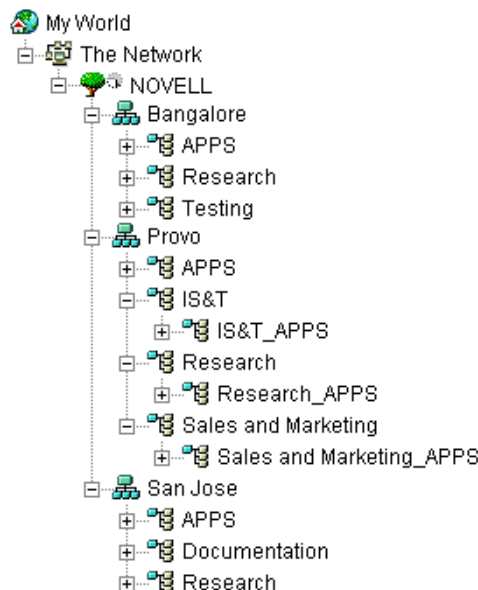 My World
The Network
NOVELL
Bangalore
APPS
Research
Testing
Provo
APPS
IS&T
IS&T_APPS
Research
Research_APPS
Sales and Marketing
Sales and Marketing_APPS
San Jose
APPS
Documentation
Research